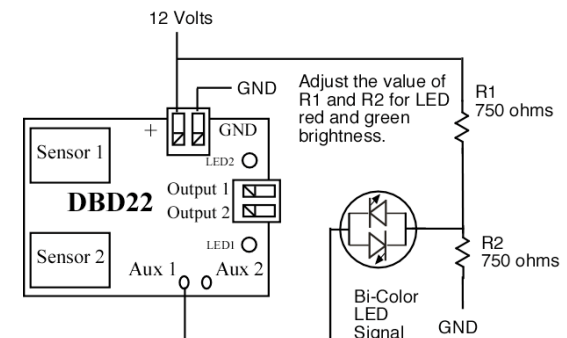 12 Volts
GND
Adjust the value of
R1 and R2 for LED
red and green
brightness.
R1
750 ohms
+
GND
Sensor 1
LED2
DBD22
Output 1
Output 2
Sensor 2
LED1
Aux 1
Aux 2
R2
750 ohms
Bi-Color
LED
Signal
GND